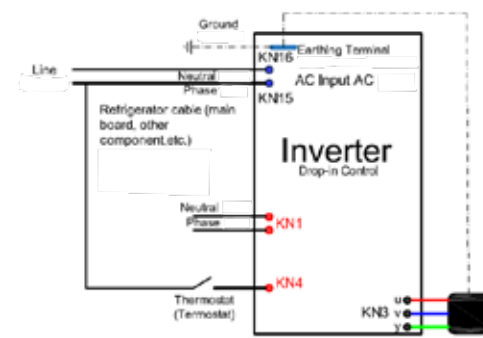 Ground
Earthing Terminal
KN16
Line
Neutral
AC Input AC
Phase
KN15
Refrigerator cable (main
board, other
component.etc.)
Inverter
Drop-in Control
Neutral
Phase
KN1
KN4
Thermostat
(Termostat)
u
KN3 v
y